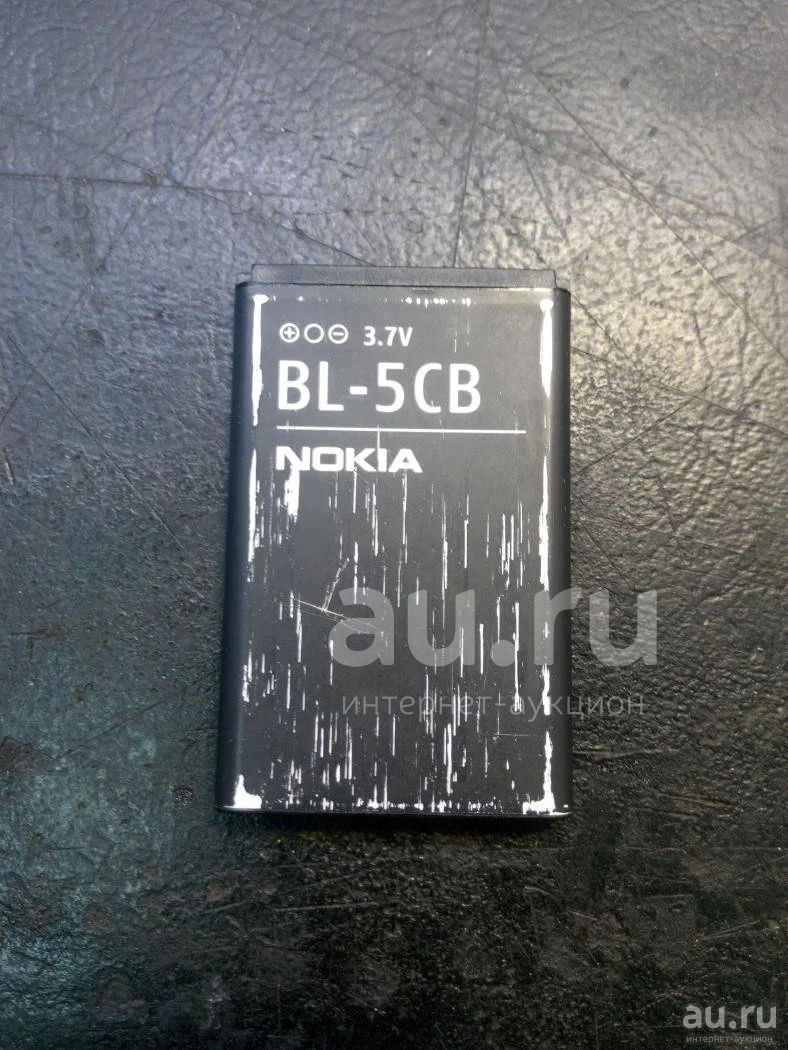 ⊕○⊖ 3.7V
BL-5CB
NOKIA
au.ru
интернет-аукцион
au.ru
интернет-аукцион